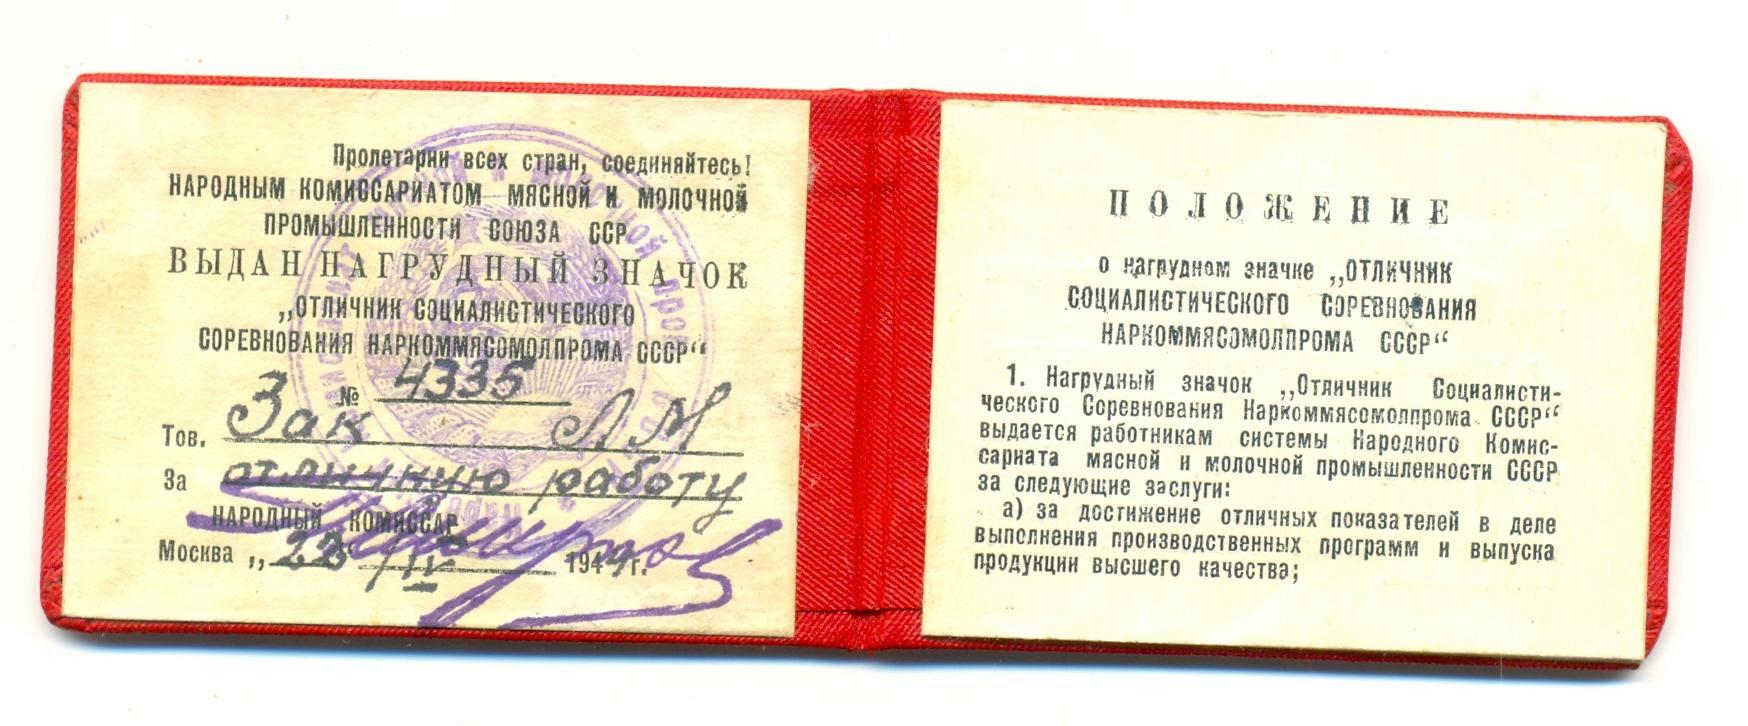 Пролетарии всех стран, соединяйтесь!
НАРОДНЫМ КОМИССАРИАТОМ МЯСНОЙ И МОЛОЧНОЙ
ПРОМЫШЛЕННОСТИ СОЮЗА ССР
ВЫДАН НАГРУДНЫЙ ЗНАЧОК
„ОТЛИЧНИК СОЦИАЛИСТИЧЕСКОГО
СОРЕВНОВАНИЯ НАРКОММЯСОМОЛПРОМА СССР“
№ 4335
Тов. Зак Л М
За отличную работу
НАРОДНЫЙ КОМИССАР
Москва „22“ IV 1944 г.
ПОЛОЖЕНИЕ
о нагрудном значке „ОТЛИЧНИК
СОЦИАЛИСТИЧЕСКОГО СОРЕВНОВАНИЯ
НАРКОММЯСОМОЛПРОМА СССР“
1. Нагрудный значок „Отличник Социалисти-
ческого Соревнования Наркоммясомолпрома СССР“
выдается работникам системы Народного Комис-
сариата мясной и молочной промышленности СССР
за следующие заслуги:
а) за достижение отличных показателей в деле
выполнения производственных программ и выпуска
продукции высшего качества;